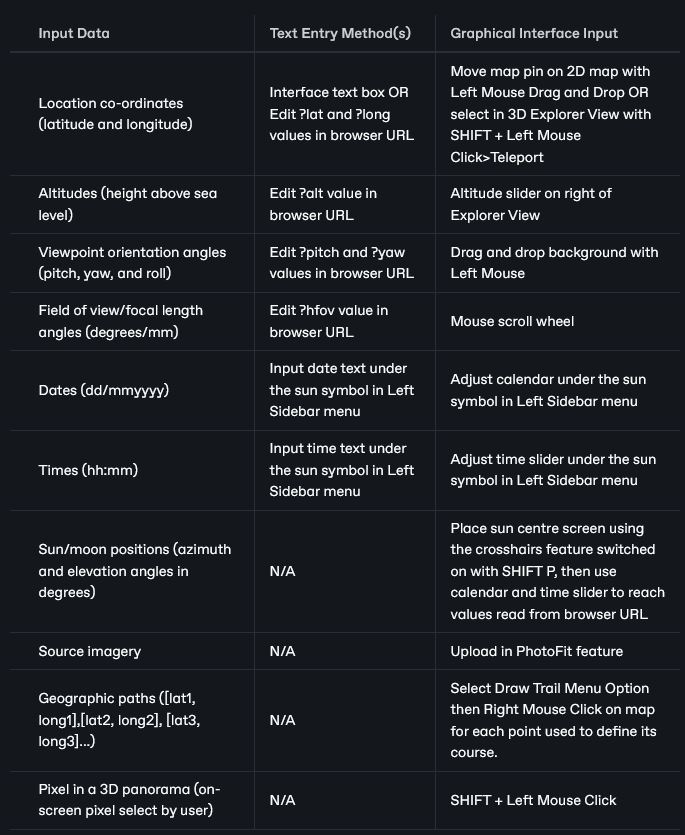 Input Data
Text Entry Method(s)
Graphical Interface Input
Location co-ordinates
(latitude and longitude)
Interface text box OR
Edit ?lat and ?long
values in browser URL
Move map pin on 2D map with
Left Mouse Drag and Drop OR
select in 3D Explorer View with
SHIFT + Left Mouse
Click>Teleport
Altitudes (height above sea
level)
Edit ?alt value in
browser URL
Altitude slider on right of
Explorer View
Viewpoint orientation angles
(pitch, yaw, and roll)
Edit ?pitch and ?yaw
values in browser URL
Drag and drop background with
Left Mouse
Field of view/focal length
angles (degrees/mm)
Edit ?hfov value in
browser URL
Mouse scroll wheel
Dates (dd/mmyyyy)
Input date text under
the sun symbol in Left
Sidebar menu
Adjust calendar under the sun
symbol in Left Sidebar menu
Times (hh:mm)
Input time text under
the sun symbol in Left
Sidebar menu
Adjust time slider under the sun
symbol in Left Sidebar menu
Sun/moon positions (azimuth
and elevation angles in
degrees)
N/A
Place sun centre screen using
the crosshairs feature switched
on with SHIFT P, then use
calendar and time slider to reach
values read from browser URL
Source imagery
N/A
Upload in PhotoFit feature
Geographic paths ([lat1,
long1],[lat2, long2], [lat3,
long3]...)
N/A
Select Draw Trail Menu Option
then Right Mouse Click on map
for each point used to define its
course.
Pixel in a 3D panorama (on-
screen pixel select by user)
N/A
SHIFT + Left Mouse Click